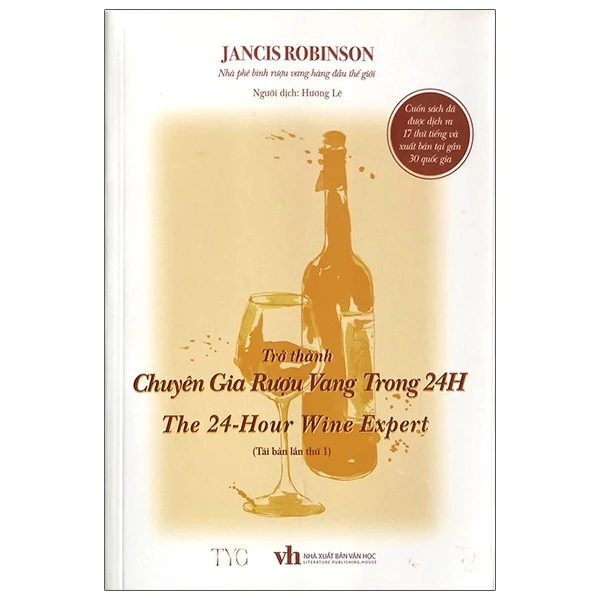 JANCIS ROBINSON
Nhà phê bình rượu vang hàng đầu thế giới
Người dịch: Hương Lê
Cuốn sách đã
được dịch ra
17 thứ tiếng và
xuất bản tại gần
30 quốc gia
Trở thành
Chuyên Gia Rượu Vang Trong 24H
The 24-Hour Wine Expert
(Tái bản lần thứ 1)
TYG
vh NHÀ XUẤT BẢN VĂN HỌC
LITERATURE PUBLISHING HOUSE